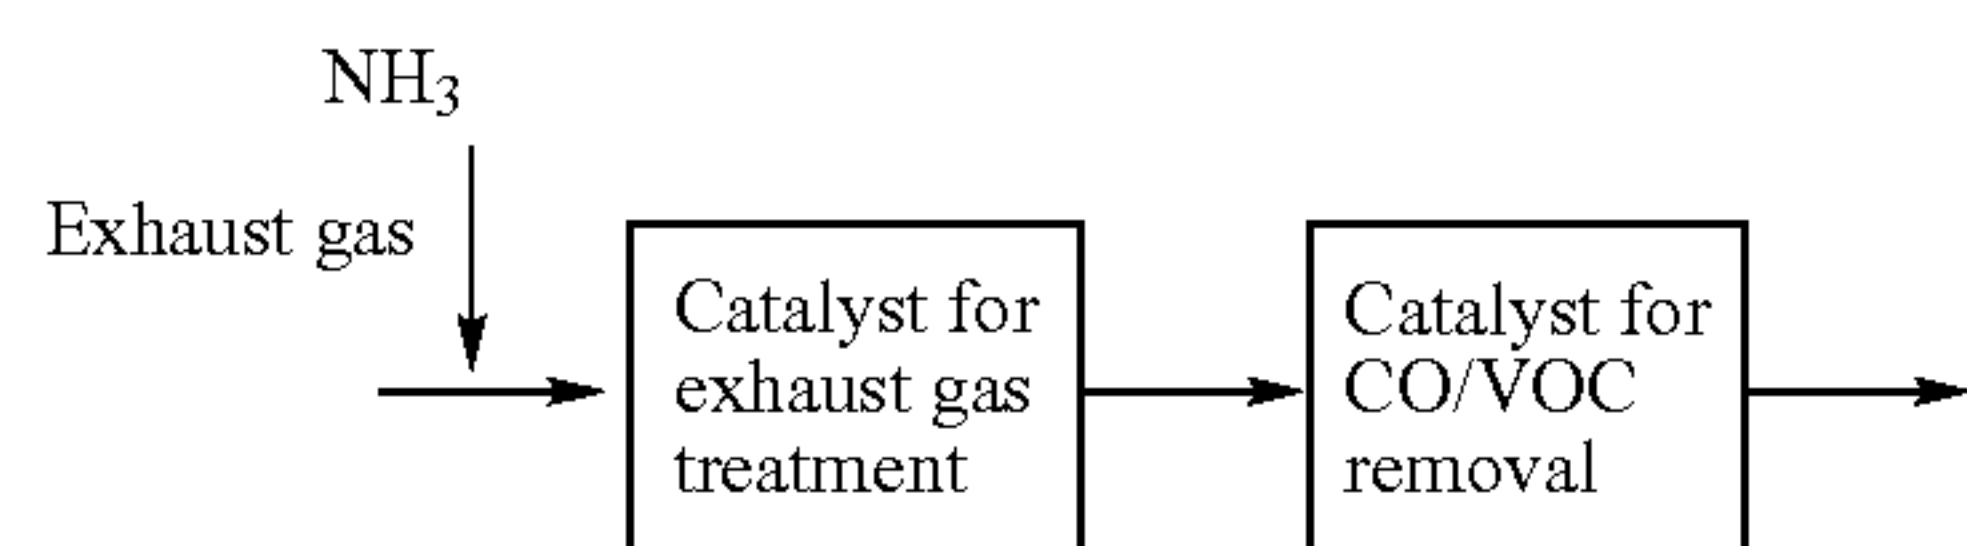 NH₃
Exhaust gas
Catalyst for
exhaust gas
treatment
Catalyst for
CO/VOC
removal